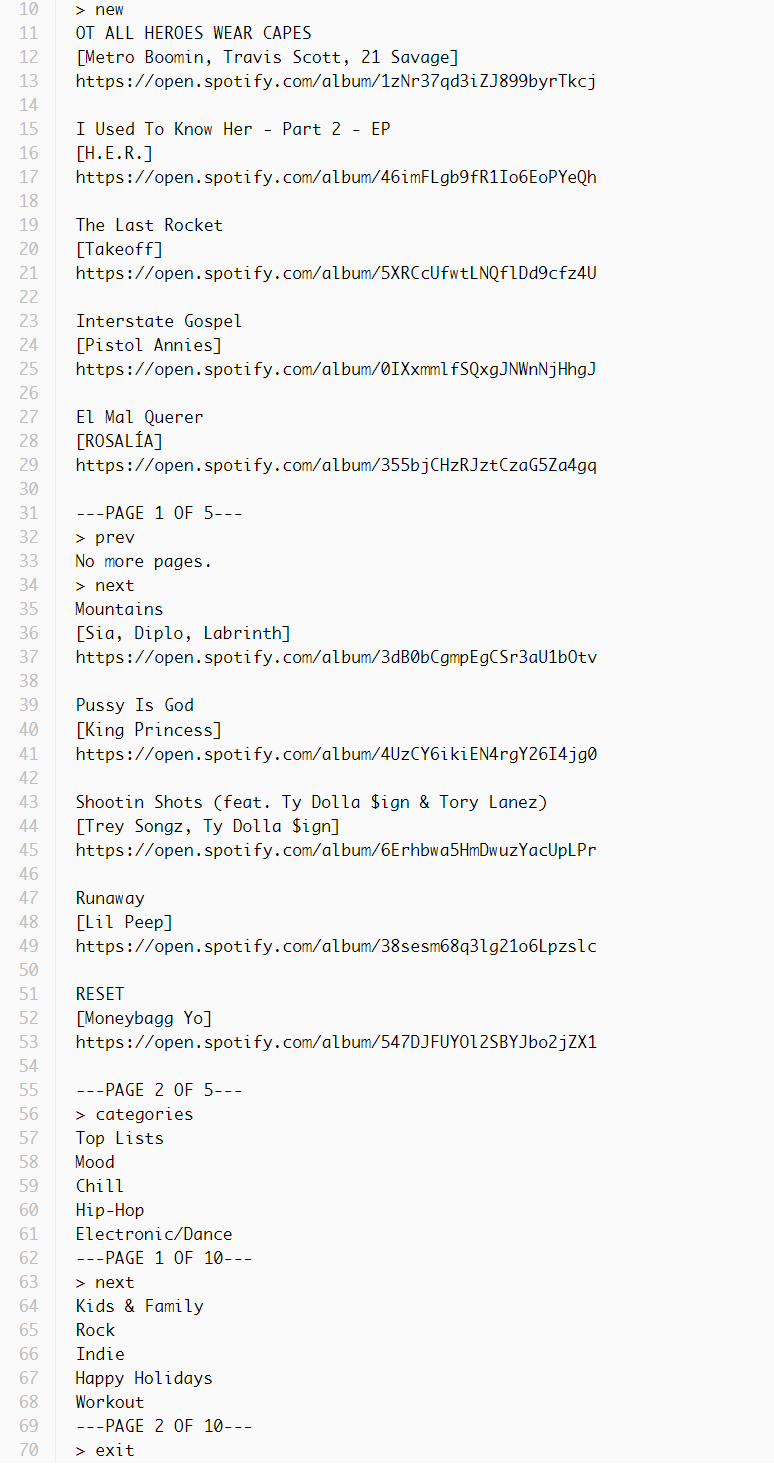 10 > new
11 OT ALL HEROES WEAR CAPES
12 [Metro Boomin, Travis Scott, 21 Savage]
13 https://open.spotify.com/album/1zNr37qd3iZJ899byrTkcj
14
15 I Used To Know Her - Part 2 - EP
16 [H.E.R.]
17 https://open.spotify.com/album/46imFLgb9fR1Io6EoPYeQh
18
19 The Last Rocket
20 [Takeoff]
21 https://open.spotify.com/album/5XRCcUfwtLNQflDd9cfz4U
22
23 Interstate Gospel
24 [Pistol Annies]
25 https://open.spotify.com/album/0IXxmmlfSQxgJNWnNjHhgJ
26
27 El Mal Querer
28 [ROSALÍA]
29 https://open.spotify.com/album/355bjCHzRJztCzaG5Za4gq
30
31 ---PAGE 1 OF 5---
32 > prev
33 No more pages.
34 > next
35 Mountains
36 [Sia, Diplo, Labrinth]
37 https://open.spotify.com/album/3dB0bCgmpEgCSr3aU1bOtv
38
39 Pussy Is God
40 [King Princess]
41 https://open.spotify.com/album/4UzCY6ikiEN4rgY26I4jg0
42
43 Shootin Shots (feat. Ty Dolla $ign & Tory Lanez)
44 [Trey Songz, Ty Dolla $ign]
45 https://open.spotify.com/album/6Erhbwa5HmDwuzYacUpLPr
46
47 Runaway
48 [Lil Peep]
49 https://open.spotify.com/album/38sesm68q3lg21o6Lpzslc
50
51 RESET
52 [Moneybagg Yo]
53 https://open.spotify.com/album/547DJFUYOl2SBYJbo2jZX1
54
55 ---PAGE 2 OF 5---
56 > categories
57 Top Lists
58 Mood
59 Chill
60 Hip-Hop
61 Electronic/Dance
62 ---PAGE 1 OF 10---
63 > next
64 Kids & Family
65 Rock
66 Indie
67 Happy Holidays
68 Workout
69 ---PAGE 2 OF 10---
70 > exit